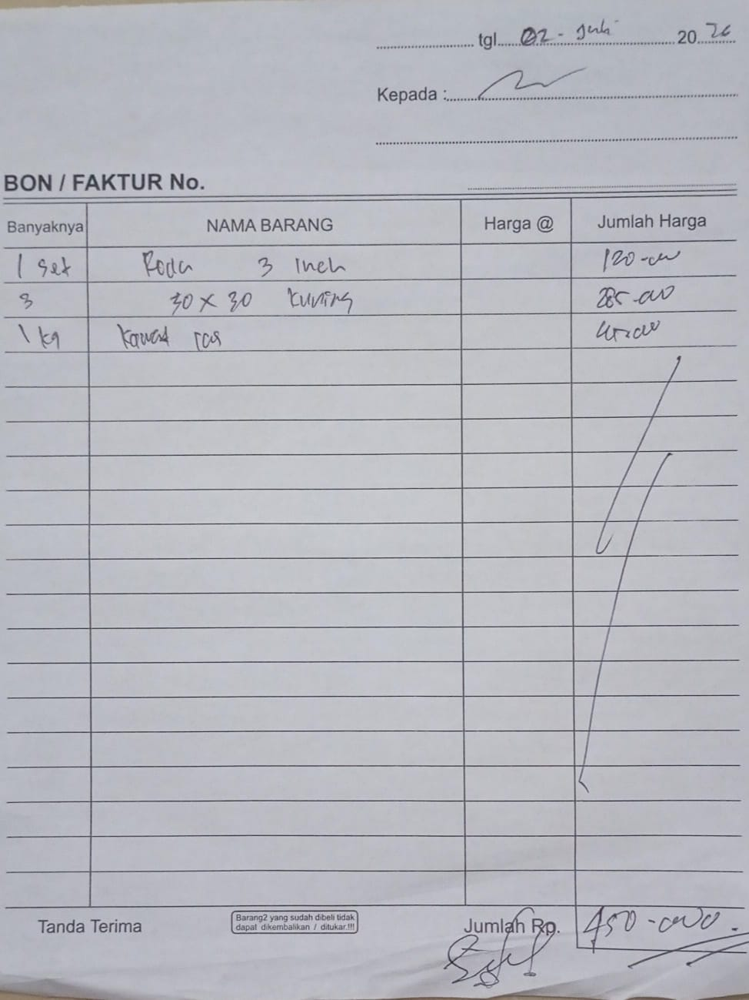 tgl 02 - Juli 20 26
Kepada :
BON / FAKTUR No.
Banyaknya NAMA BARANG Harga @ Jumlah Harga
1 set Roda 3 Inch 120-000
3 30 x 30 Kuning 285-000
1 kg Kawat 45.000
Tanda Terima
Barang2 yang sudah dibeli tidak
dapat dikembalikan / ditukar.!!!
Jumlah Rp. 450-000.